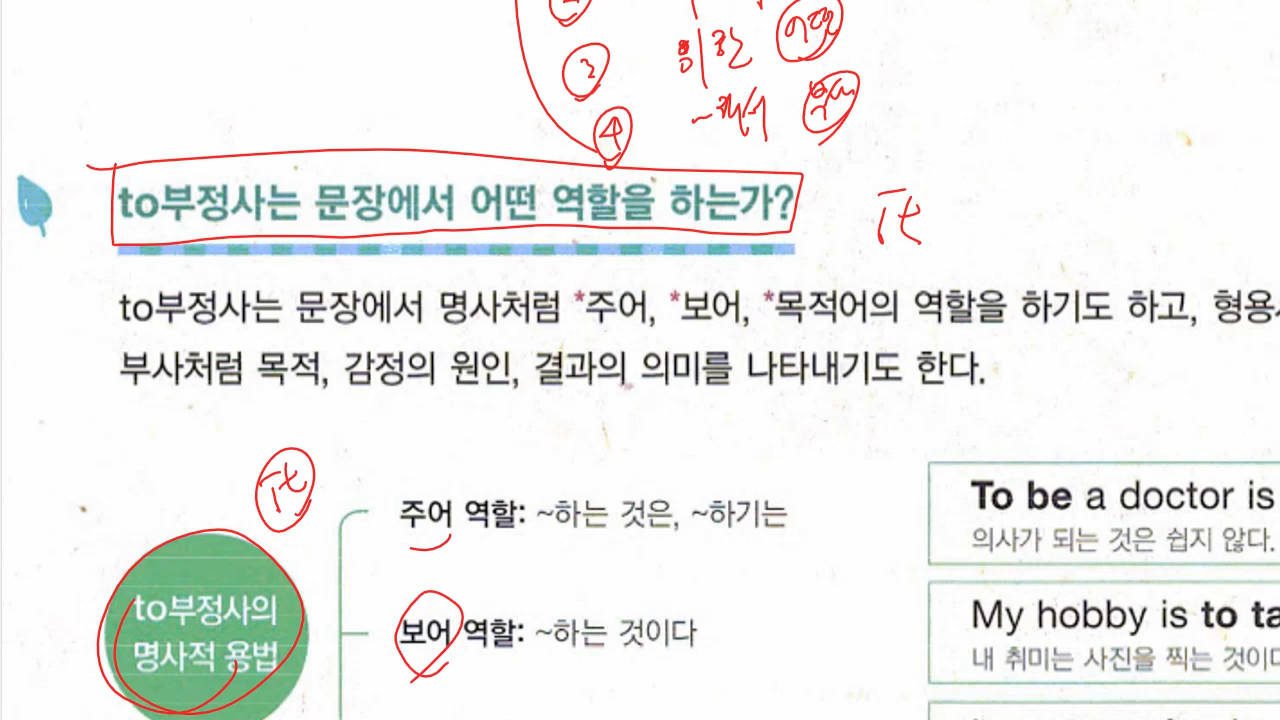 ③
④
to부정사는 문장에서 어떤 역할을 하는가?
to부정사는 문장에서 명사처럼 *주어, *보어, *목적어의 역할을 하기도 하고, 형용
부사처럼 목적, 감정의 원인, 결과의 의미를 나타내기도 한다.
to부정사의
명사적 용법
주어 역할: ~하는 것은, ~하기는
보어 역할: ~하는 것이다
To be a doctor is
의사가 되는 것은 쉽지 않다.
My hobby is to ta
내 취미는 사진을 찍는 것이다